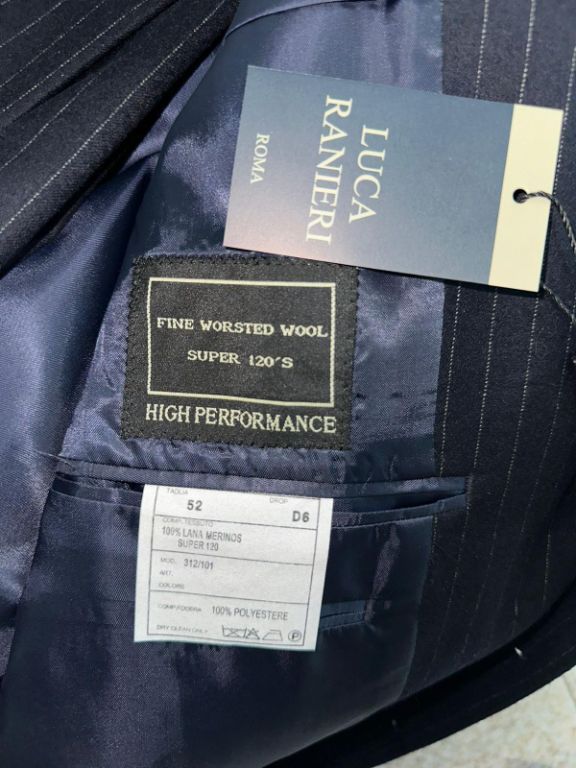 LUCA
RANIERI
ROMA
FINE WORSTED WOOL
SUPER 120'S
HIGH PERFORMANCE
TAGLIA DROP
52 D6
COMP.TESSUTO
100% LANA MERINOS
SUPER 120
MOD. 312/101
ART.
COLORE
COMP.FODERA 100% POLYESTERE
DRY CLEAN ONLY P